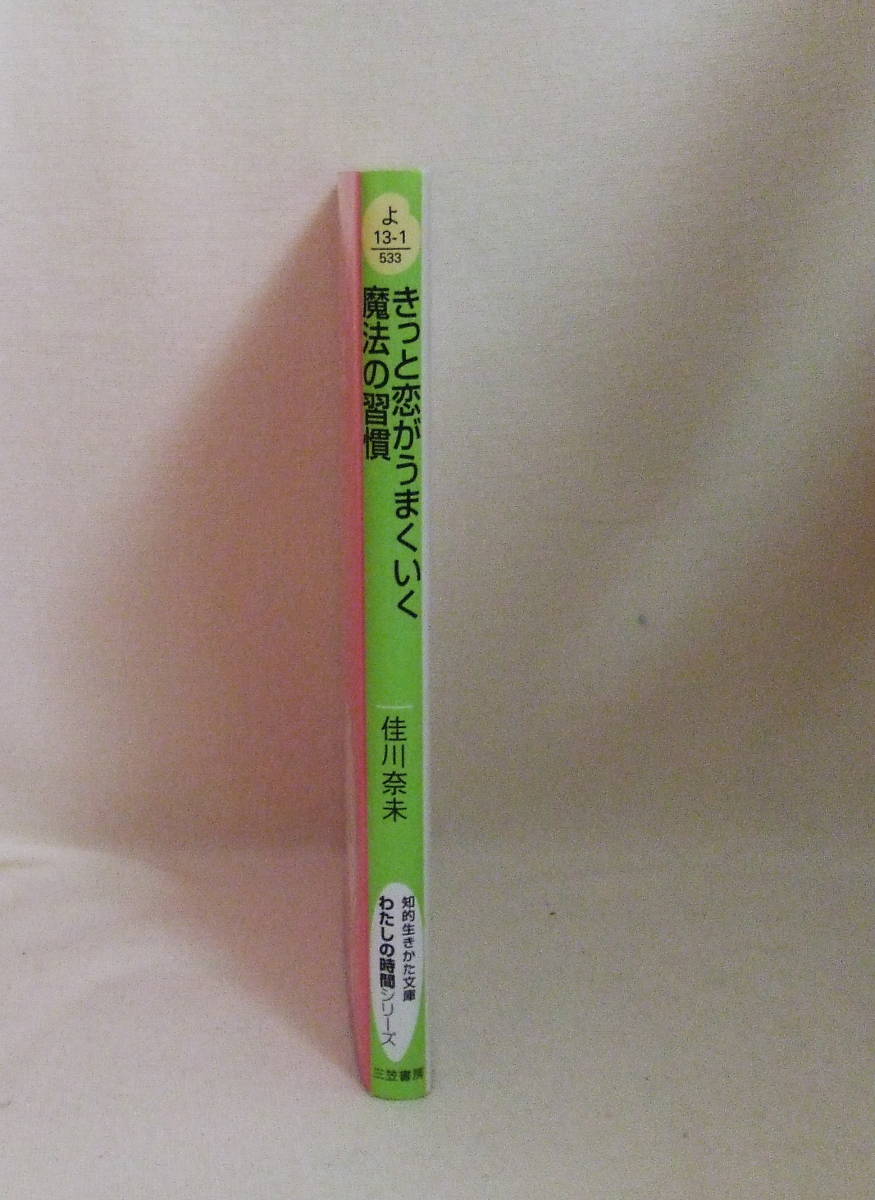 よ
13-1
533
きっと恋がうまくいく
魔法の習慣
佳川奈未
知的生きかた文庫
わたしの時間シリーズ
三笠書房